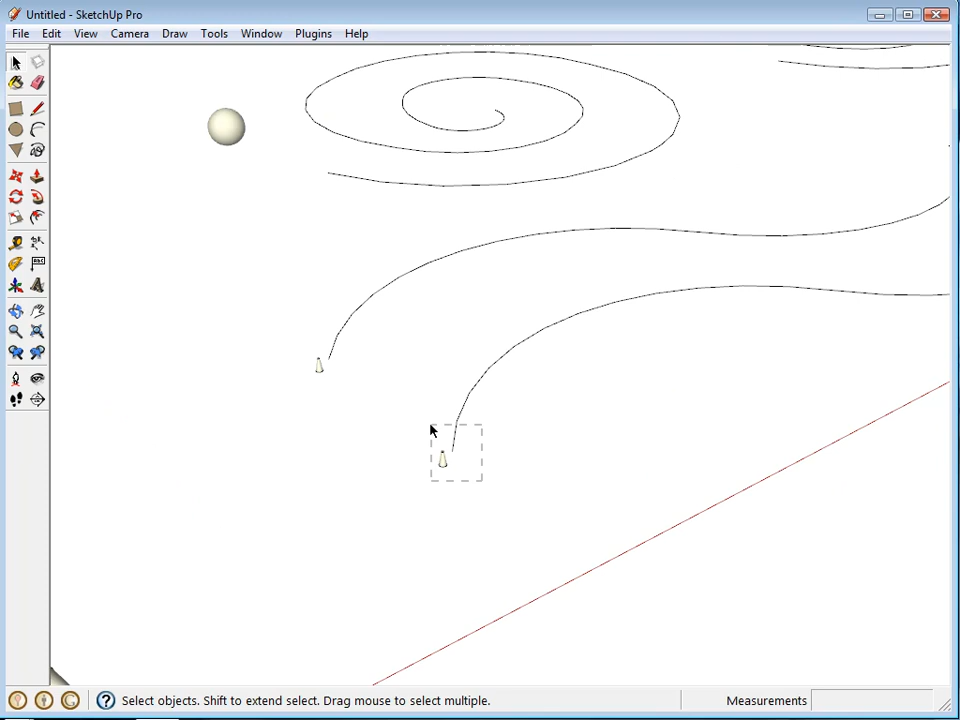 Untitled - SketchUp Pro
File Edit View Camera Draw Tools Window Plugins Help
Select objects. Shift to extend select. Drag mouse to select multiple. Measurements